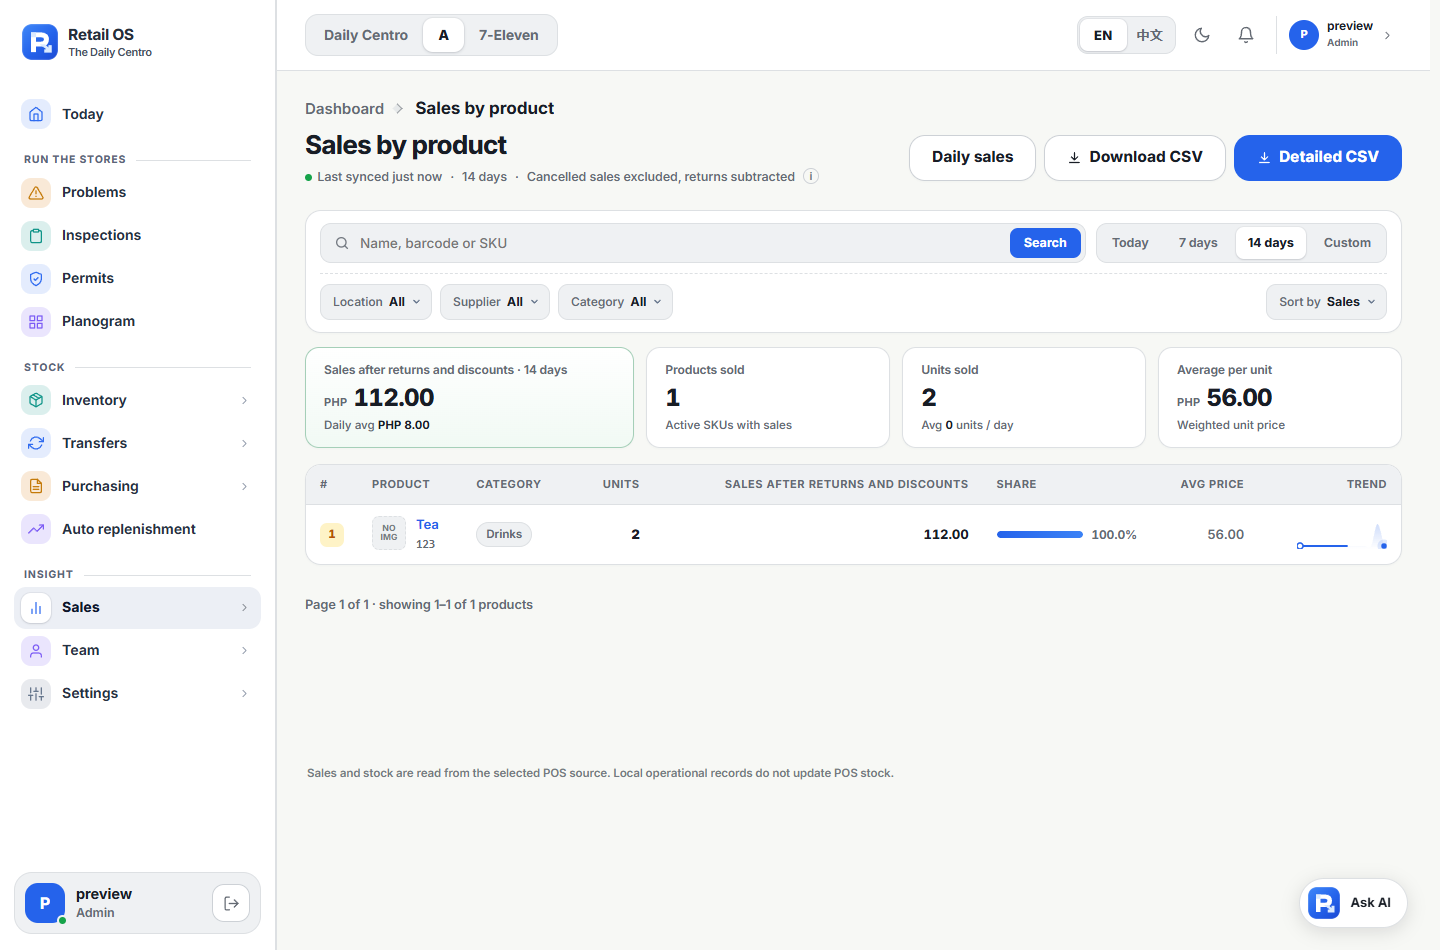 Retail OS
The Daily Centro
Daily Centro A 7-Eleven
EN 中文
P
preview
Admin
Today
RUN THE STORES
Problems
Inspections
Permits
Planogram
STOCK
Inventory
Transfers
Purchasing
Auto replenishment
INSIGHT
Sales
Team
Settings
P
preview
Admin
Dashboard Sales by product
Sales by product
Last synced just now · 14 days · Cancelled sales excluded, returns subtracted i
Daily sales
Download CSV
Detailed CSV
Name, barcode or SKU
Search
Today 7 days 14 days Custom
Location All
Supplier All
Category All
Sort by Sales
Sales after returns and discounts · 14 days
PHP 112.00
Daily avg PHP 8.00
Products sold
1
Active SKUs with sales
Units sold
2
Avg 0 units / day
Average per unit
PHP 56.00
Weighted unit price
# PRODUCT CATEGORY UNITS SALES AFTER RETURNS AND DISCOUNTS SHARE AVG PRICE TREND
1 NO IMG Tea 123 Drinks 2 112.00 100.0% 56.00
Page 1 of 1 · showing 1–1 of 1 products
Sales and stock are read from the selected POS source. Local operational records do not update POS stock.
Ask AI